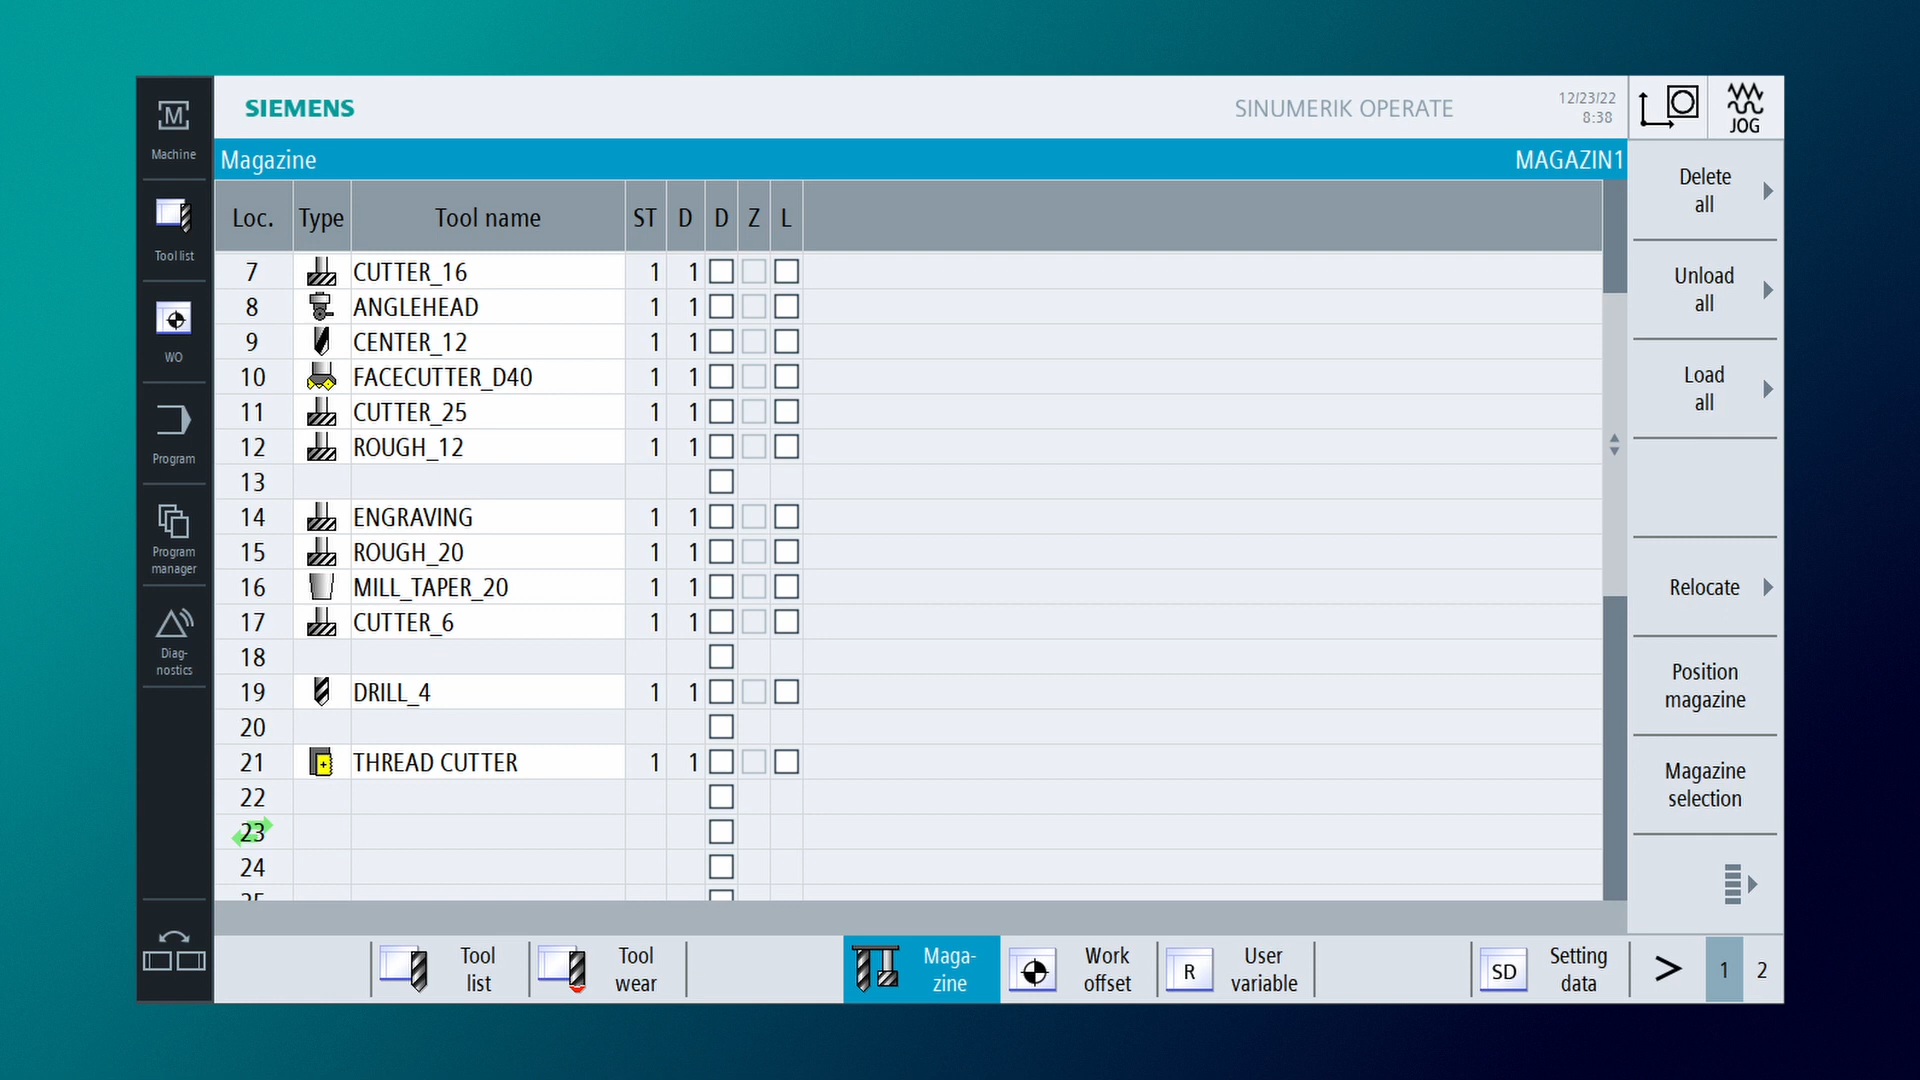 SIEMENS
SINUMERIK OPERATE
12/23/22
8:38
JOG
M
Machine
Tool list
WO
Program
Program
manager
Diag-
nostics
Magazine
MAGAZIN1
Loc. Type Tool name ST D D Z L
7 CUTTER_16 1 1
8 ANGLEHEAD 1 1
9 CENTER_12 1 1
10 FACECUTTER_D40 1 1
11 CUTTER_25 1 1
12 ROUGH_12 1 1
13
14 ENGRAVING 1 1
15 ROUGH_20 1 1
16 MILL_TAPER_20 1 1
17 CUTTER_6 1 1
18
19 DRILL_4 1 1
20
21 THREAD CUTTER 1 1
22
23
24
Delete
all
Unload
all
Load
all
Relocate
Position
magazine
Magazine
selection
Tool
list
Tool
wear
Maga-
zine
Work
offset
R
User
variable
SD
Setting
data
>
1
2